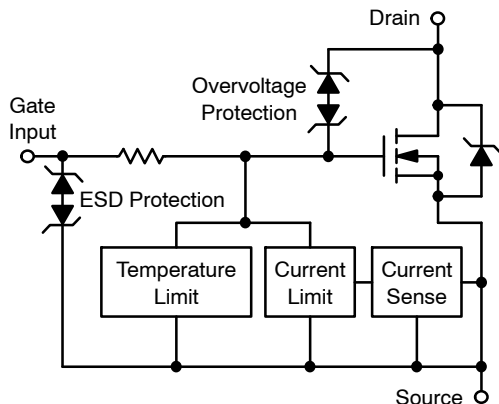 Drain
Overvoltage
Protection
Gate
Input
ESD Protection
Temperature
Limit
Current
Limit
Current
Sense
Source